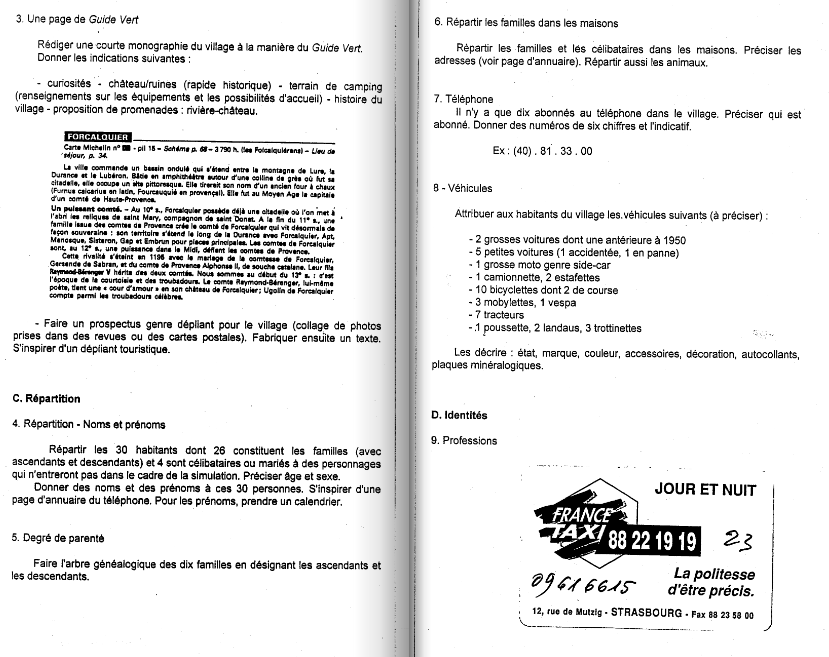 3. Une page de Guide Vert
Rédiger une courte monographie du village à la manière du Guide Vert.
Donner les indications suivantes :
- curiosités - château/ruines (rapide historique) - terrain de camping
(renseignements sur les équipements et les possibilités d'accueil) - histoire du
village - proposition de promenades : rivière-château.
FORCALQUIER
Carte Michelin n° - pli 15 - Schéma p. 68 - 3 790 h. (les Folcalquiérens) - Lieu de
séjour, p. 34.
La ville commande un bassin ondulé qui s'étend entre la montagne de Lure, la
Durance et le Lubéron. Bâtie en amphithéâtre autour d'une colline de grès où fut sa
citadelle, elle occupe un site pittoresque. Elle tirerait son nom d'un ancien four à chaux
(Furnus calcarius en latin, Fourcauquié en provençal). Elle fut au Moyen Age la capitale
d'un comté de Haute-Provence.
Un puissant comté. - Au 10e s., Forcalquier possède déjà une citadelle où l'on met à
l'abri les reliques de saint Mary, compagnon de saint Donat. A la fin du 11e s., une
famille issue des comtes de Provence crée le comté de Forcalquier qui vit désormais de
façon souveraine : son territoire s'étend le long de la Durance avec Forcalquier, Apt,
Manosque, Sisteron, Gap et Embrun pour places principales. Les comtes de Forcalquier
sont, au 12e s., une puissance dans le Midi, défiant les comtes de Provence.
Cette rivalité s'éteint en 1195 avec le mariage de la comtesse de Forcalquier,
Gersende de Sabran, et du comte de Provence Alphonse II, de souche catalane. Leur fils
Raymond-Béranger V hérita des deux comtés. Nous sommes au début du 13e s. : c'est
l'époque de la courtoisie et des troubadours. Le comte Raymond-Béranger, lui-même
poète, tient une « cour d'amour » en son château de Forcalquier ; Ugolin de Forcalquier
compte parmi les troubadours célèbres.
- Faire un prospectus genre dépliant pour le village (collage de photos
prises dans des revues ou des cartes postales). Fabriquer ensuite un texte.
S'inspirer d'un dépliant touristique.
C. Répartition
4. Répartition - Noms et prénoms
Répartir les 30 habitants dont 26 constituent les familles (avec
ascendants et descendants) et 4 sont célibataires ou mariés à des personnages
qui n'entreront pas dans le cadre de la simulation. Préciser âge et sexe.
Donner des noms et des prénoms à ces 30 personnes. S'inspirer d'une
page d'annuaire du téléphone. Pour les prénoms, prendre un calendrier.
5. Degré de parenté
Faire l'arbre généalogique des dix familles en désignant les ascendants et
les descendants.
6. Répartir les familles dans les maisons
Répartir les familles et les célibataires dans les maisons. Préciser les
adresses (voir page d'annuaire). Répartir aussi les animaux.
7. Téléphone
Il n'y a que dix abonnés au téléphone dans le village. Préciser qui est
abonné. Donner des numéros de six chiffres et l'indicatif.
Ex : (40) . 81 . 33 . 00
8 - Véhicules
Attribuer aux habitants du village les véhicules suivants (à préciser) :
- 2 grosses voitures dont une antérieure à 1950
- 5 petites voitures (1 accidentée, 1 en panne)
- 1 grosse moto genre side-car
- 1 camionnette, 2 estafettes
- 10 bicyclettes dont 2 de course
- 3 mobylettes, 1 vespa
- 7 tracteurs
- 1 poussette, 2 landaus, 3 trottinettes
Les décrire : état, marque, couleur, accessoires, décoration, autocollants,
plaques minéralogiques.
D. Identités
9. Professions
JOUR ET NUIT
FRANCE
TAXI 88 22 19 19 23
09616615
La politesse
d'être précis.
12, rue de Mutzig - STRASBOURG - Fax 88 23 58 00